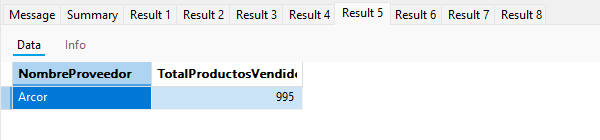 Message Summary Result 1 Result 2 Result 3 Result 4 Result 5 Result 6 Result 7 Result 8
Data Info
NombreProveedor TotalProductosVendido
Arcor 995